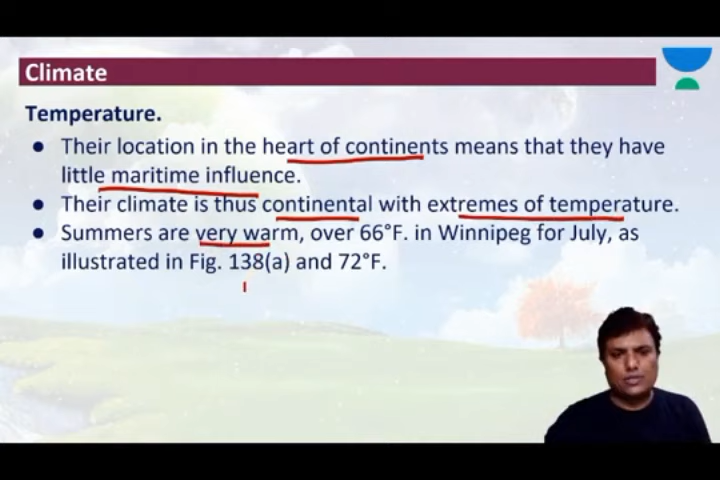 Climate
Temperature.
● Their location in the heart of continents means that they have
little maritime influence.
● Their climate is thus continental with extremes of temperature.
● Summers are very warm, over 66°F. in Winnipeg for July, as
illustrated in Fig. 138(a) and 72°F.